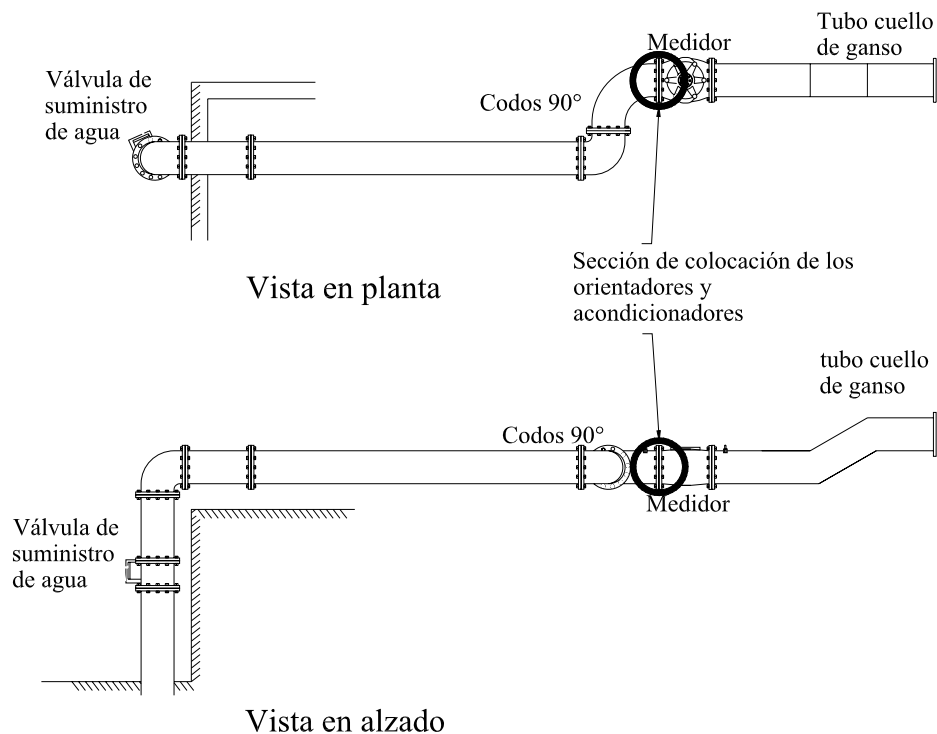 Tubo cuello
de ganso
Medidor
Válvula de
suministro
de agua
Codos 90°
Vista en planta
Sección de colocación de los
orientadores y
acondicionadores
tubo cuello
de ganso
Codos 90°
Medidor
Válvula de
suministro
de agua
Vista en alzado